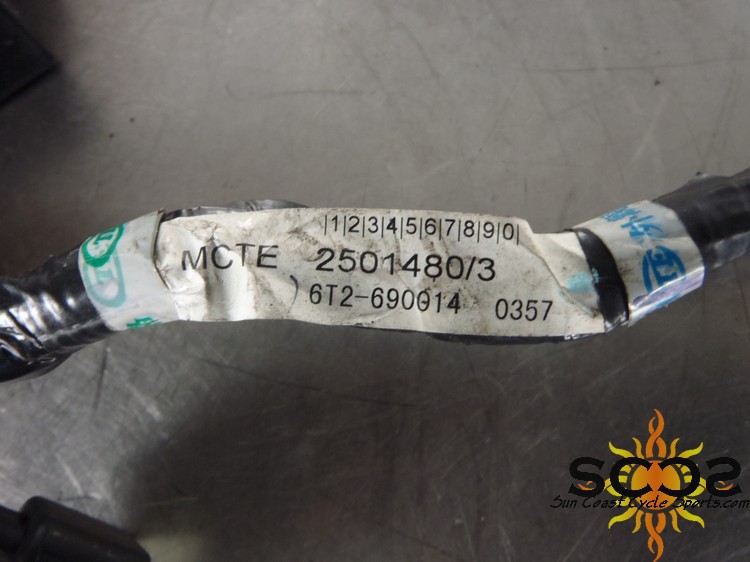 |1|2|3|4|5|6|7|8|9|0|
MCTE 2501480/3
6T2-690014 0357
SCCS
Sun Coast Cycle Sports.com